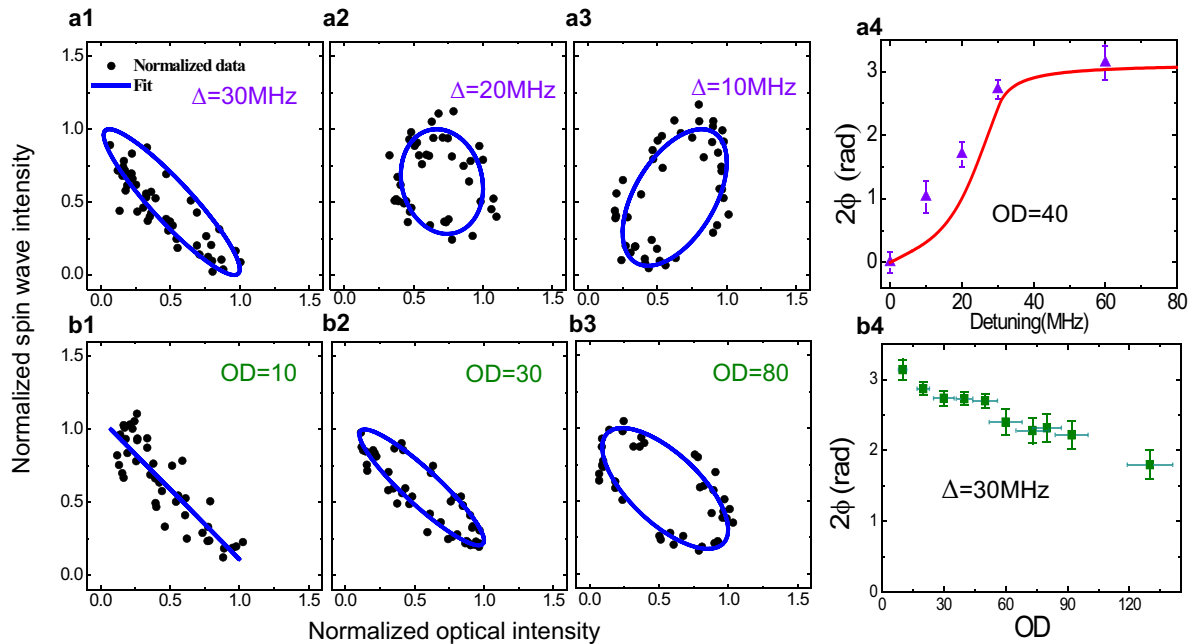 a1
a2
a3
a4
Normalized data
Fit
Δ=30MHz
Δ=20MHz
Δ=10MHz
1.5
1.0
0.5
0.0
0.0 0.5 1.0 1.5
0.0 0.5 1.0 1.5
0.0 0.5 1.0 1.5
3
2
1
0
2ϕ (rad)
OD=40
0 20 40 60 80
Detuning(MHz)
Normalized spin wave intensity
b1
b2
b3
b4
OD=10
OD=30
OD=80
1.5
1.0
0.5
0.0
0.0 0.5 1.0 1.5
0.0 0.5 1.0 1.5
0.0 0.5 1.0 1.5
3
2
1
0
2ϕ (rad)
Δ=30MHz
0 30 60 90 120
OD
Normalized optical intensity